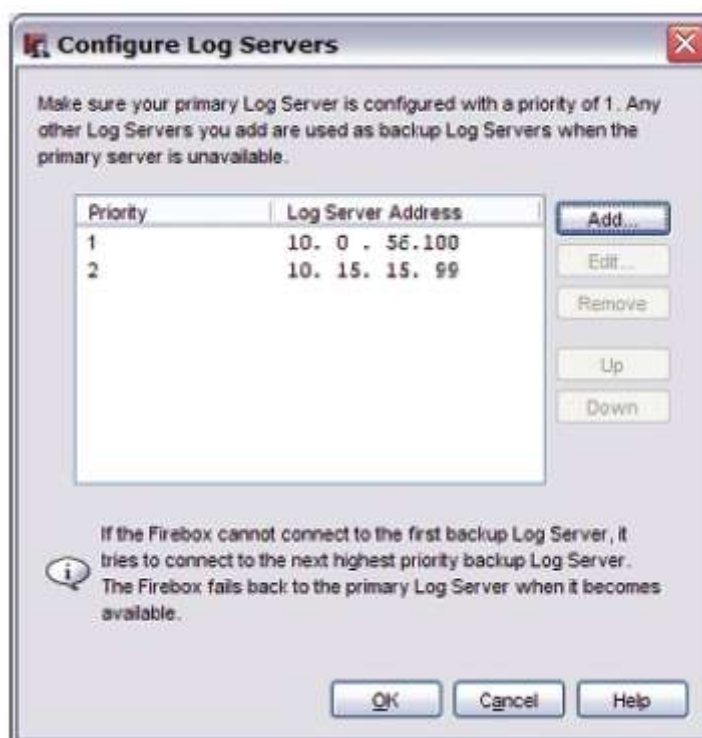 Configure Log Servers
Make sure your primary Log Server is configured with a priority of 1. Any
other Log Servers you add are used as backup Log Servers when the
primary server is unavailable.
Priority Log Server Address
1 10. 0 . 56.100
2 10. 15. 15. 99
Add...
Edit...
Remove
Up
Down
If the Firebox cannot connect to the first backup Log Server, it
tries to connect to the next highest priority backup Log Server.
The Firebox fails back to the primary Log Server when it becomes
available.
OK Cancel Help